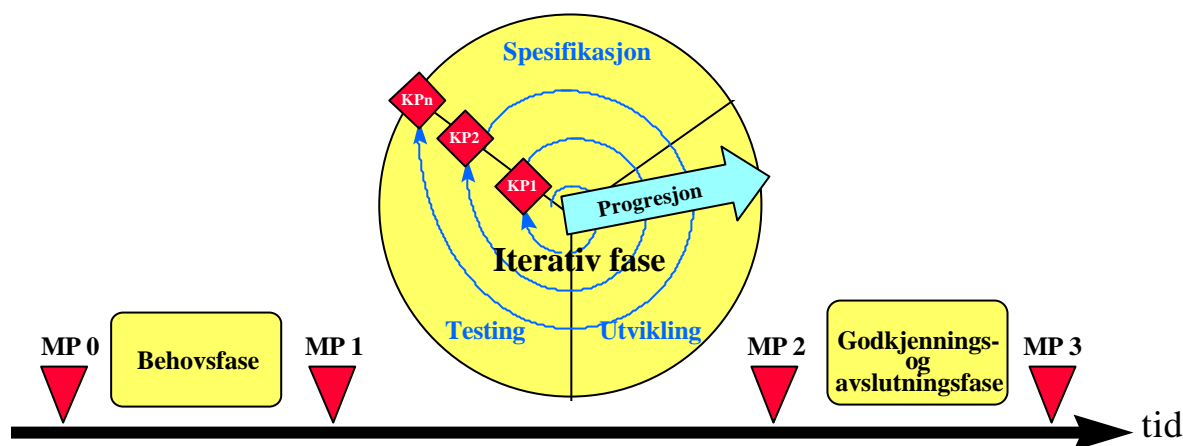 Spesifikasjon
KPn
KP2
KP1
Progresjon
Iterativ fase
Testing
Utvikling
MP 0
Behovsfase
MP 1
MP 2
Godkjennings-
og
avslutningsfase
MP 3
tid